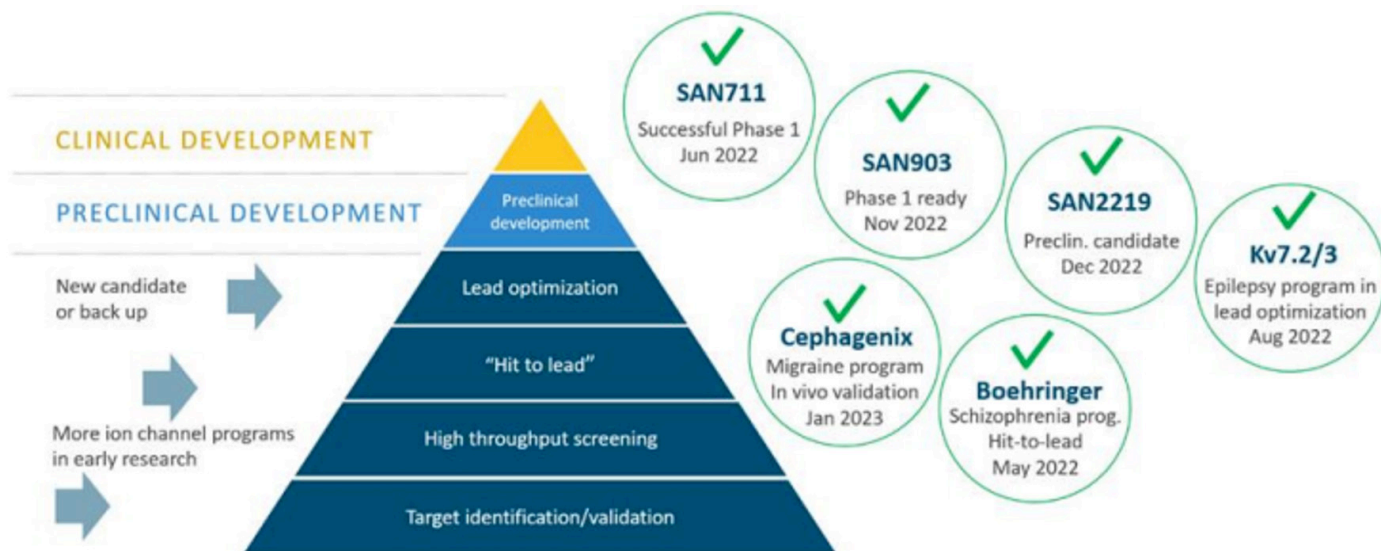 CLINICAL DEVELOPMENT
PRECLINICAL DEVELOPMENT
New candidate
or back up
More ion channel programs
in early research
Preclinical
development
Lead optimization
“Hit to lead”
High throughput screening
Target identification/validation
SAN711
Successful Phase 1
Jun 2022
SAN903
Phase 1 ready
Nov 2022
SAN2219
Preclin. candidate
Dec 2022
Kv7.2/3
Epilepsy program in
lead optimization
Aug 2022
Cephagenix
Migraine program
In vivo validation
Jan 2023
Boehringer
Schizophrenia prog.
Hit-to-lead
May 2022